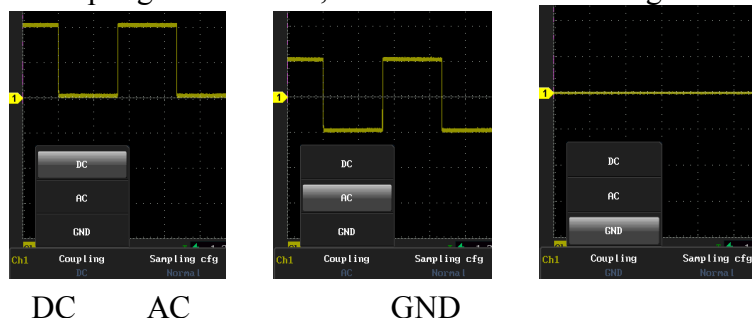 1
DC
AC
GND
Ch1 Coupling Sampling cfg
DC Normal
1
DC
AC
GND
Coupling Sampling cfg
AC Normal
1
DC
AC
GND
Ch1 Coupling Sampling cfg
GND Normal
DC AC GND